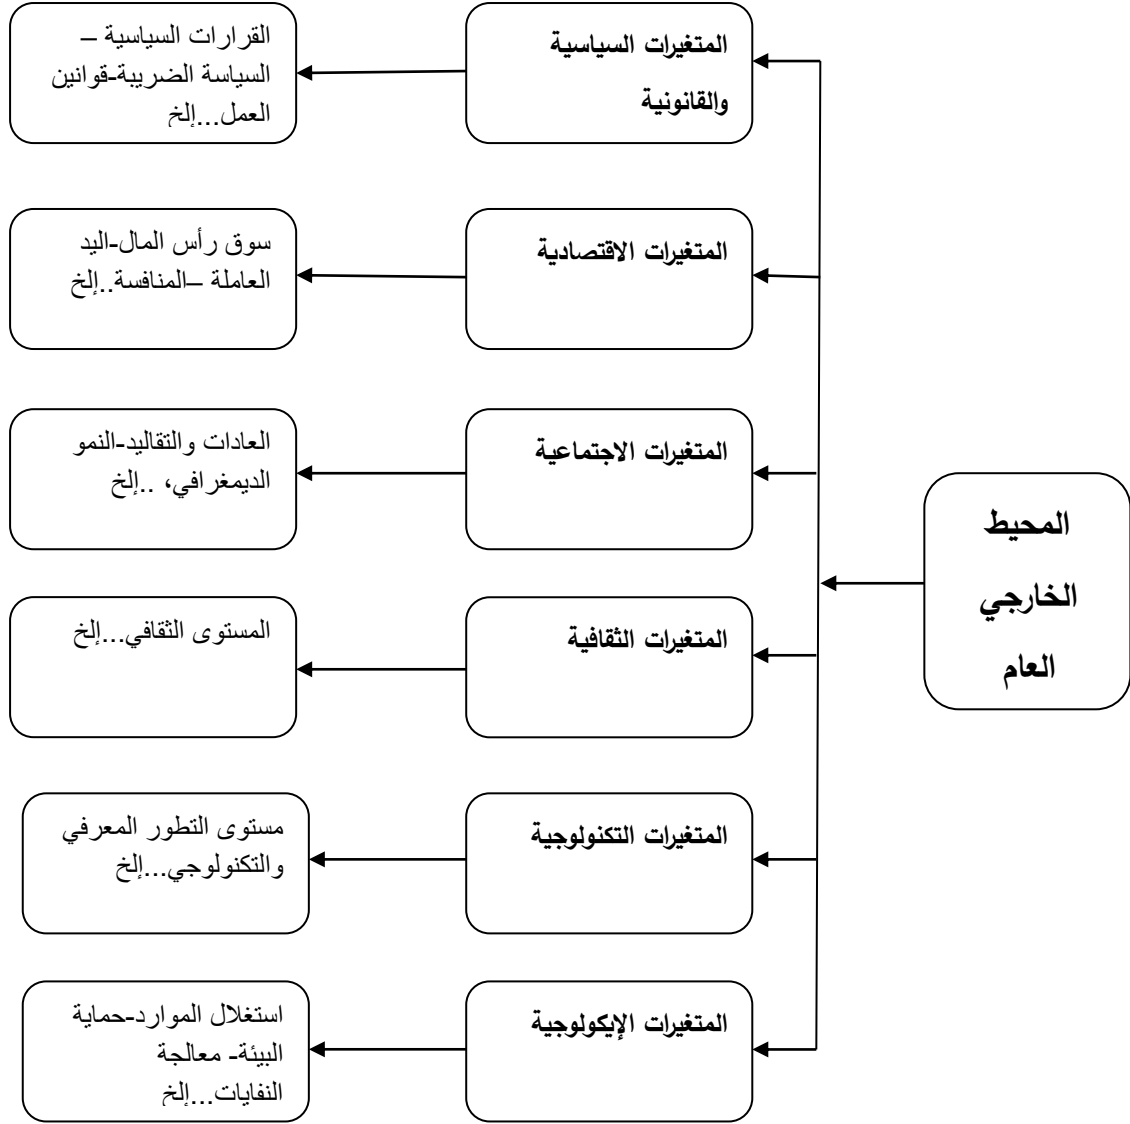 المحيط
الخارجي
العام
المتغيرات السياسية
والقانونية
القرارات السياسية –
السياسة الضريبة-قوانين
العمل...إلخ
المتغيرات الاقتصادية
سوق رأس المال-اليد
العاملة –المنافسة..إلخ
المتغيرات الاجتماعية
العادات والتقاليد-النمو
الديمغرافي، ..إلخ
المتغيرات الثقافية
المستوى الثقافي...إلخ
المتغيرات التكنولوجية
مستوى التطور المعرفي
والتكنولوجي...إلخ
المتغيرات الإيكولوجية
استغلال الموارد-حماية
البيئة- معالجة
النفايات...إلخ